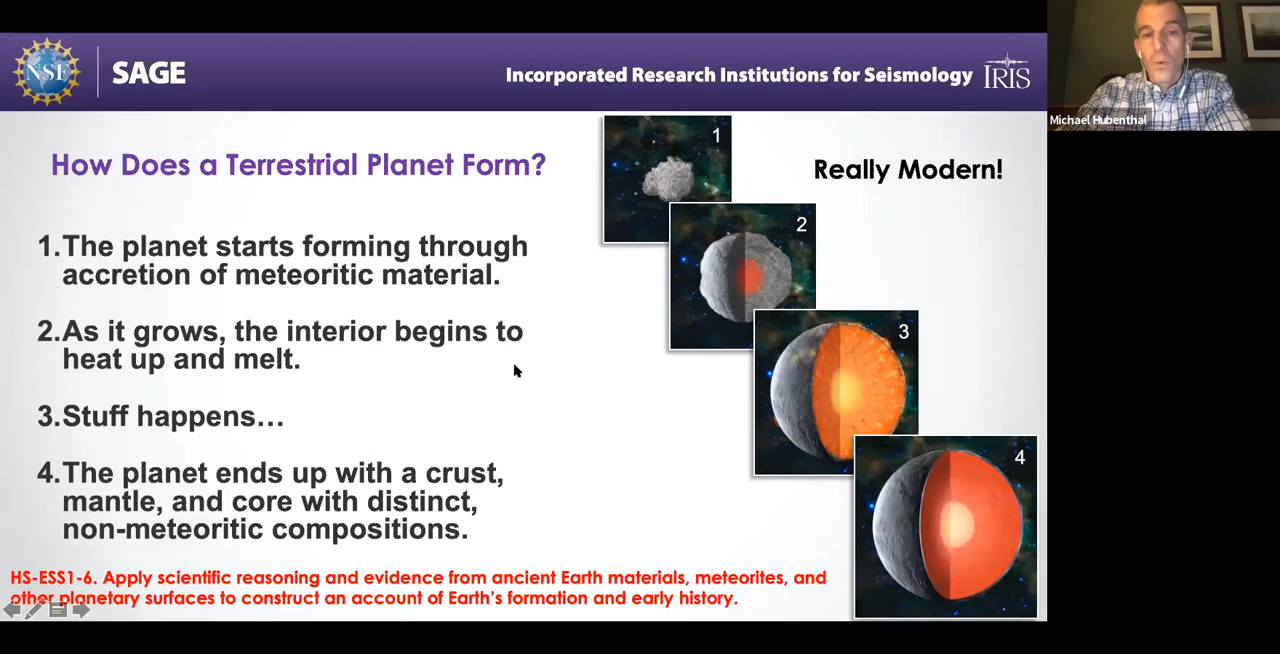 NSF
SAGE
Incorporated Research Institutions for Seismology
IRIS
Michael Hubenthal
How Does a Terrestrial Planet Form?
Really Modern!
1
2
3
4
1.The planet starts forming through
accretion of meteoritic material.
2.As it grows, the interior begins to
heat up and melt.
3.Stuff happens…
4.The planet ends up with a crust,
mantle, and core with distinct,
non-meteoritic compositions.
HS-ESS1-6. Apply scientific reasoning and evidence from ancient Earth materials, meteorites, and
other planetary surfaces to construct an account of Earth's formation and early history.